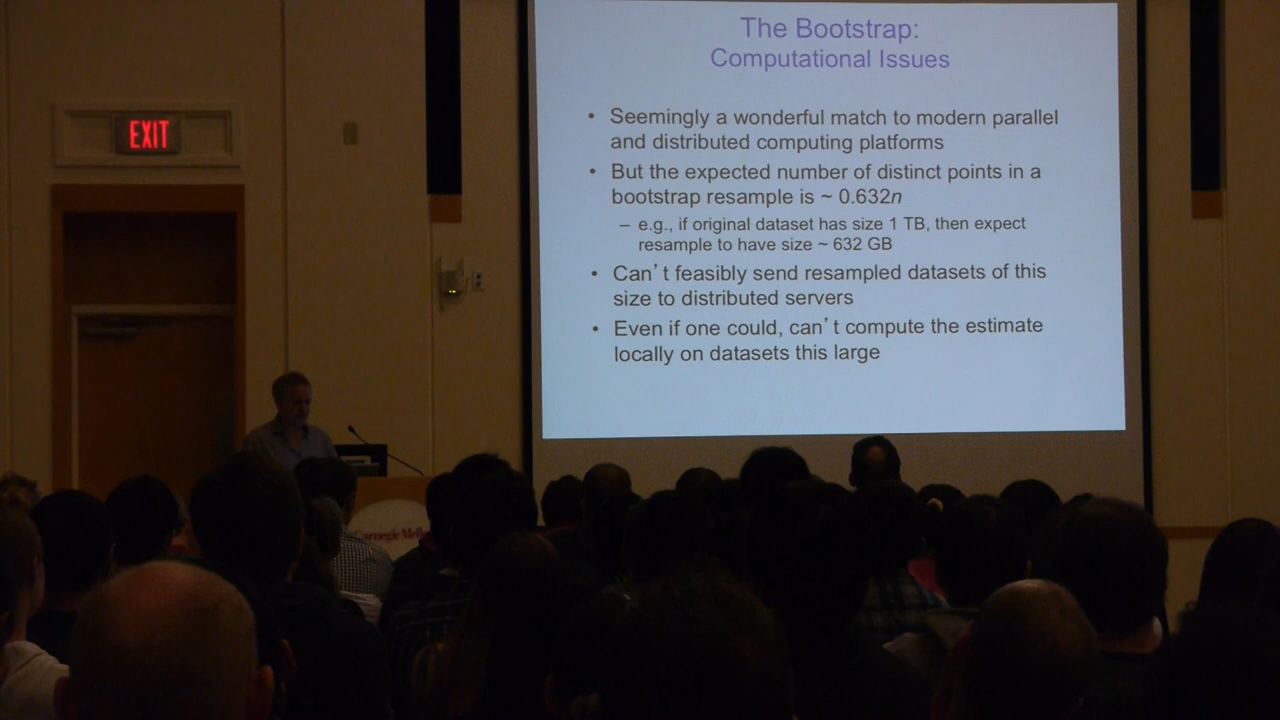 The Bootstrap:
Computational Issues
EXIT
• Seemingly a wonderful match to modern parallel
and distributed computing platforms
• But the expected number of distinct points in a
bootstrap resample is ~ 0.632n
– e.g., if original dataset has size 1 TB, then expect
resample to have size ~ 632 GB
• Can't feasibly send resampled datasets of this
size to distributed servers
• Even if one could, can't compute the estimate
locally on datasets this large
Carnegie